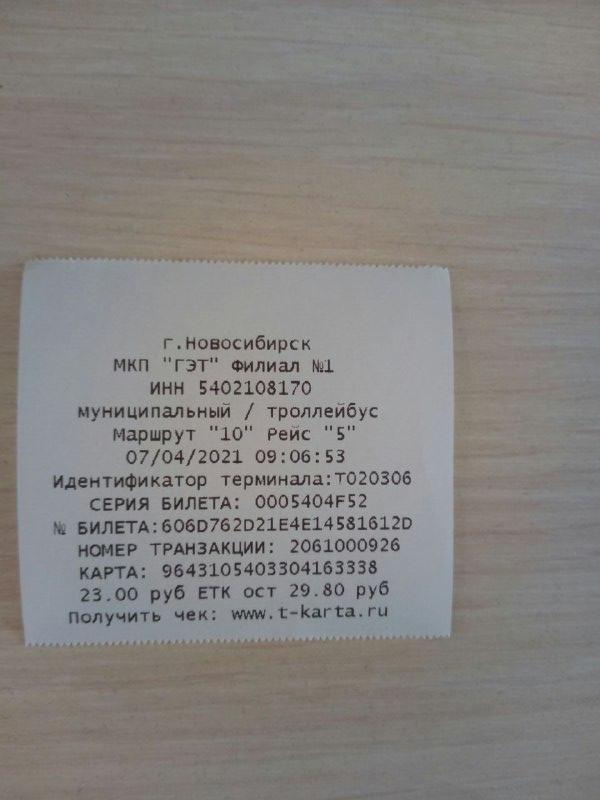 г.Новосибирск
МКП "ГЭТ" Филиал №1
ИНН 5402108170
муниципальный / троллейбус
Маршрут "10" Рейс "5"
07/04/2021 09:06:53
Идентификатор терминала:T020306
СЕРИЯ БИЛЕТА: 0005404F52
№ БИЛЕТА:606D762D21E4E14581612D
НОМЕР ТРАНЗАКЦИИ: 2061000926
КАРТА: 9643105403304163338
23.00 руб ЕТК ост 29.80 руб
Получить чек: www.t-karta.ru